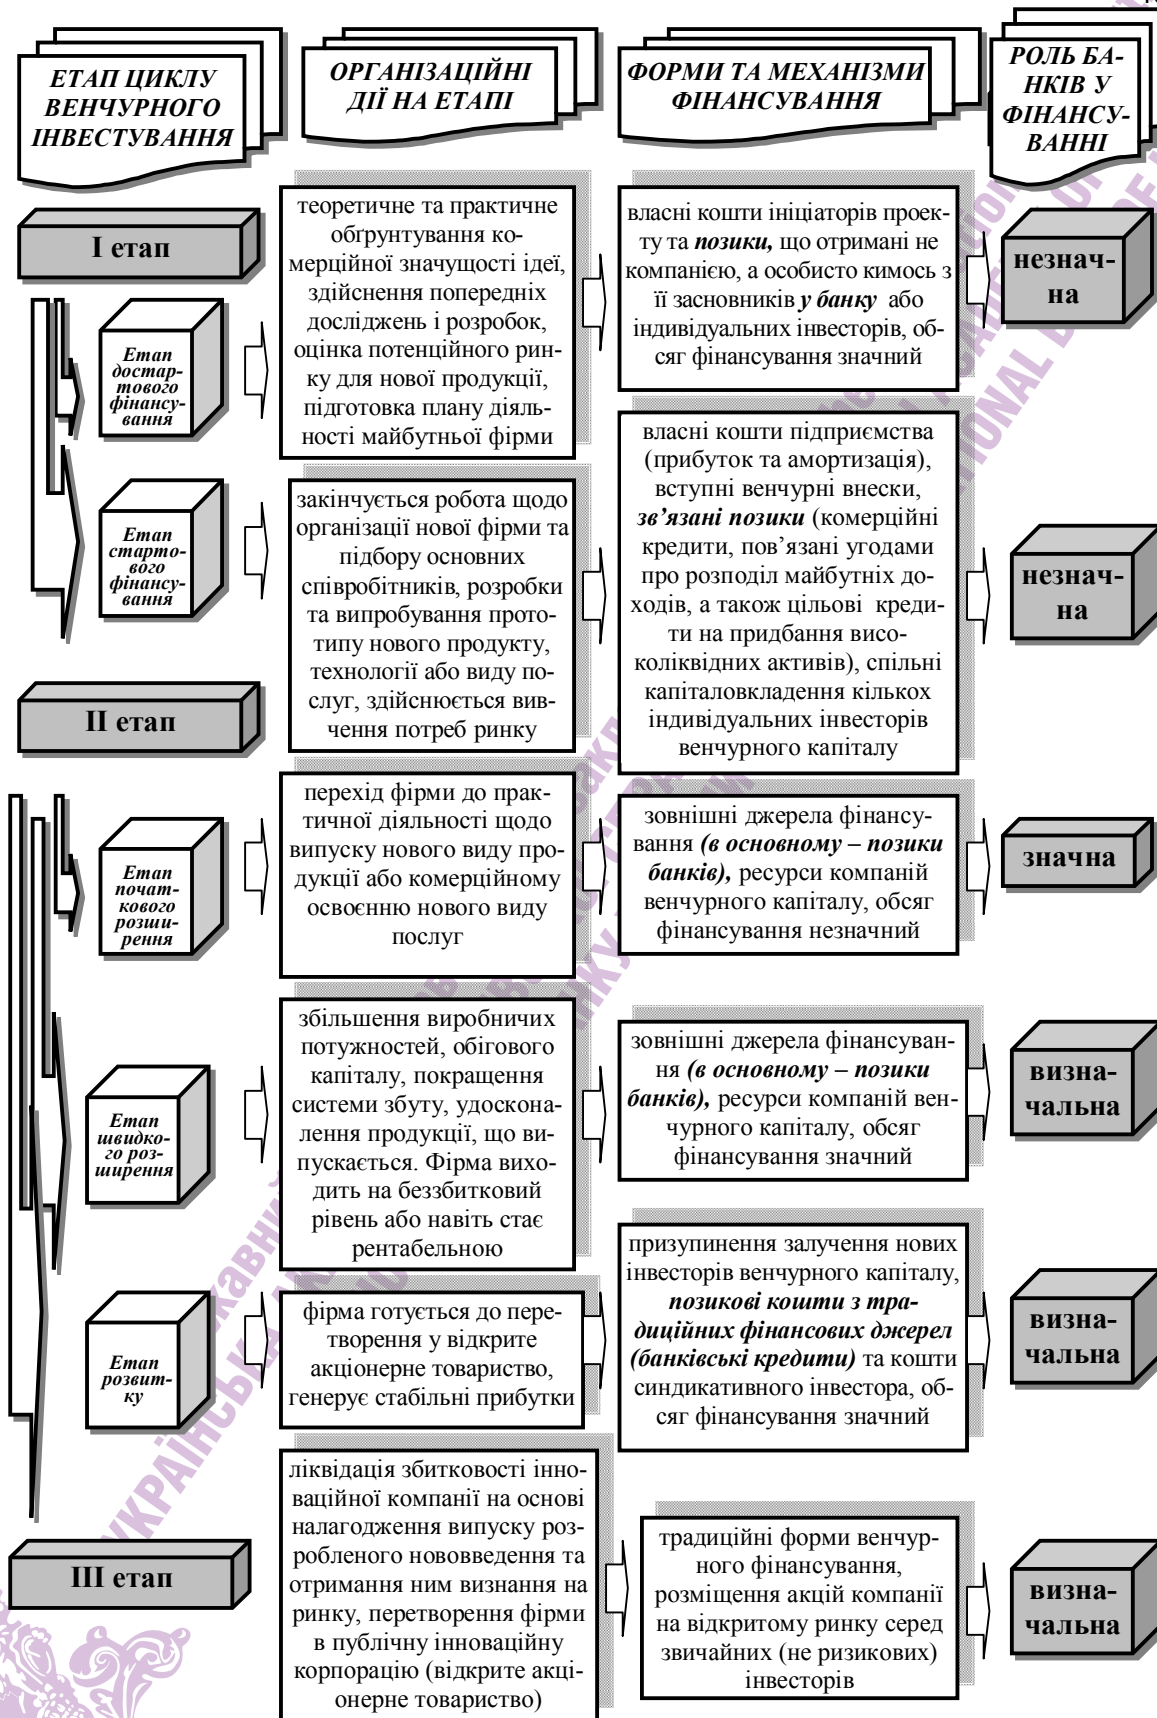 ЕТАП ЦИКЛУ
ВЕНЧУРНОГО
ІНВЕСТУВАННЯ
ОРГАНІЗАЦІЙНІ
ДІЇ НА ЕТАПІ
ФОРМИ ТА МЕХАНІЗМИ
ФІНАНСУВАННЯ
РОЛЬ БА-
НКІВ У
ФІНАНСУ-
ВАННІ
І етап
Етап
достар-
тового
фінансу-
вання
теоретичне та практичне
обґрунтування ко-
мерційної значущості ідеї,
здійснення попередніх
досліджень і розробок,
оцінка потенційного рин-
ку для нової продукції,
підготовка плану діяль-
ності майбутньої фірми
власні кошти ініціаторів проек-
ту та позики, що отримані не
компанією, а особисто кимось з
її засновників у банку або
індивідуальних інвесторів, об-
сяг фінансування значний
незнач-
на
Етап
старто-
вого
фінансу-
вання
закінчується робота щодо
організації нової фірми та
підбору основних
співробітників, розробки
та випробування прото-
типу нового продукту,
технології або виду по-
слуг, здійснюється вив-
чення потреб ринку
власні кошти підприємства
(прибуток та амортизація),
вступні венчурні внески,
зв’язані позики (комерційні
кредити, пов’язані угодами
про розподіл майбутніх до-
ходів, а також цільові креди-
ти на придбання висо-
коліквідних активів), спільні
капіталовкладення кількох
індивідуальних інвесторів
венчурного капіталу
незнач-
на
ІІ етап
Етап
почат-
кового
розши-
рення
перехід фірми до прак-
тичної діяльності щодо
випуску нового виду про-
дукції або комерційному
освоєнню нового виду
послуг
зовнішні джерела фінансу-
вання (в основному – позики
банків), ресурси компаній
венчурного капіталу, обсяг
фінансування незначний
значна
Етап
швидко-
го роз-
ширення
збільшення виробничих
потужностей, обігового
капіталу, покращення
системи збуту, удоскона-
лення продукції, що ви-
пускається. Фірма вихо-
дить на беззбитковий
рівень або навіть стає
рентабельною
зовнішні джерела фінансуван-
ня (в основному – позики
банків), ресурси компаній вен-
чурного капіталу, обсяг
фінансування значний
визна-
чальна
Етап
розвит-
ку
фірма готується до пере-
творення у відкрите
акціонерне товариство,
генерує стабільні прибутки
призупинення залучення нових
інвесторів венчурного капіталу,
позикові кошти з тра-
диційних фінансових джерел
(банківські кредити) та кошти
синдикативного інвестора, об-
сяг фінансування значний
визна-
чальна
ІІІ етап
ліквідація збитковості інно-
ваційної компанії на основі
налагодження випуску роз-
робленого нововведення та
отримання ним визнання на
ринку, перетворення фірми
в публічну інноваційну
корпорацію (відкрите акці-
онерне товариство)
традиційні форми венчур-
ного фінансування,
розміщення акцій компанії
на відкритому ринку серед
звичайних (не ризикових)
інвесторів
визна-
чальна